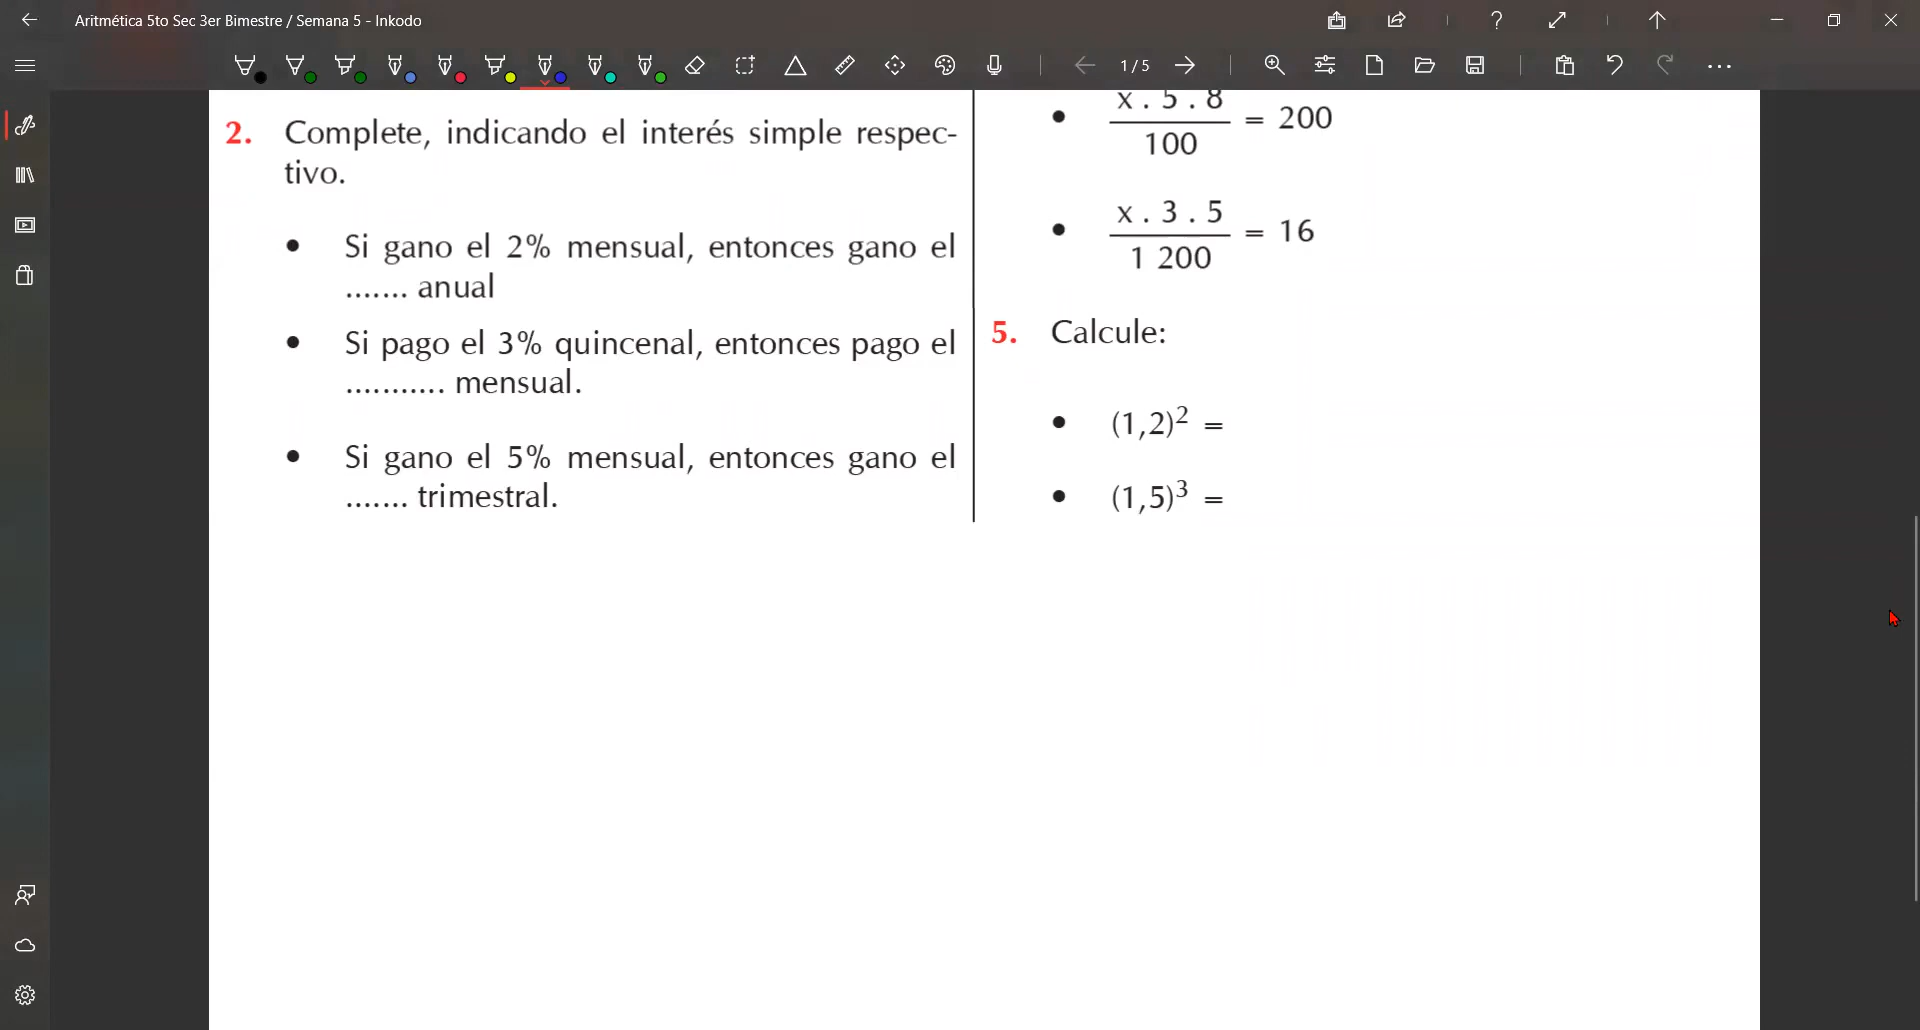 Aritmética 5to Sec 3er Bimestre / Semana 5 - Inkodo
1 / 5
2. Complete, indicando el interés simple respec-
tivo.
• Si gano el 2% mensual, entonces gano el
....... anual
• Si pago el 3% quincenal, entonces pago el
........... mensual.
• Si gano el 5% mensual, entonces gano el
....... trimestral.
• x . 5 . 8
100
= 200
• x . 3 . 5
1 200
= 16
5. Calcule:
• (1,2)² =
• (1,5)³ =